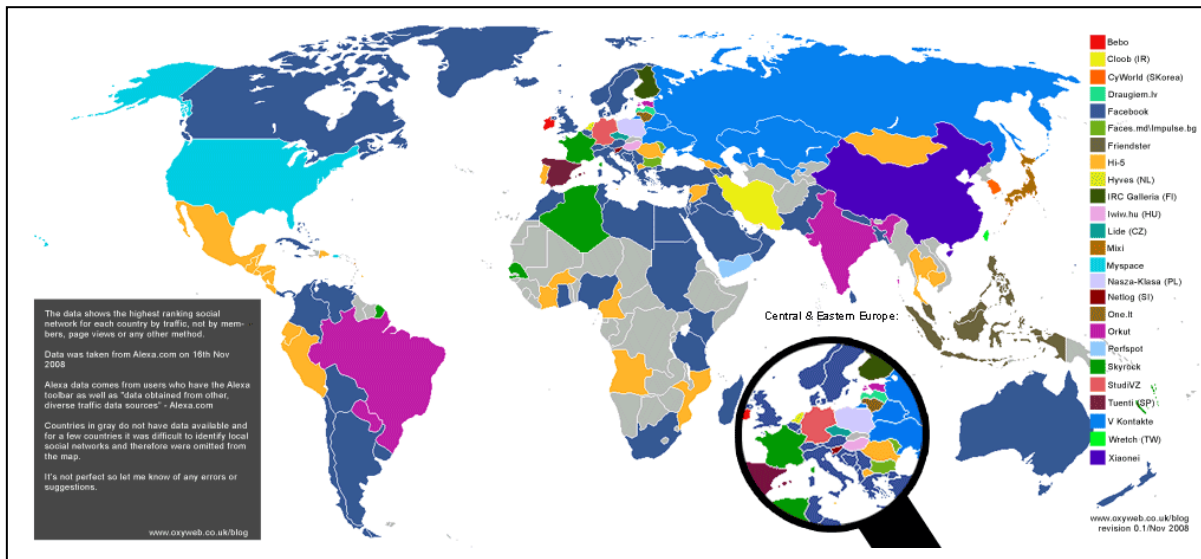 Bebo
Cloob (IR)
CyWorld (SKorea)
Draugiem.lv
Facebook
Faces.md\Impulse.bg
Friendster
Hi-5
Hyves (NL)
IRC Galleria (FI)
Iwiw.hu (HU)
Lide (CZ)
Mixi
Myspace
Nasza-Klasa (PL)
Netlog (SI)
One.lt
Orkut
Perfspot
Skyrock
StudiVZ
Tuenti (SP)
V Kontakte
Wretch (TW)
Xiaonei
The data shows the highest ranking social
network for each country by traffic, not by mem-
bers, page views or any other method.
Data was taken from Alexa.com on 16th Nov
2008
Alexa data comes from users who have the Alexa
toolbar as well as "data obtained from other,
diverse traffic data sources" - Alexa.com
Countries in gray do not have data available and
for a few countries it was difficult to identify local
social networks and therefore were omitted from
the map.
It's not perfect so let me know of any errors or
suggestions.
www.oxyweb.co.uk/blog
Central & Eastern Europe:
www.oxyweb.co.uk/blog
revision 0.1/Nov 2008